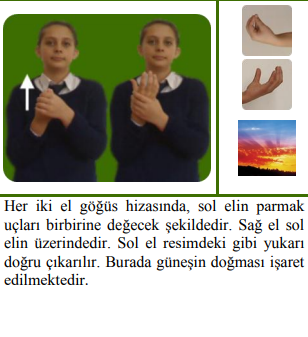 Her iki el göğüs hizasında, sol elin parmak
uçları birbirine değecek şekildedir. Sağ el sol
elin üzerindedir. Sol el resimdeki gibi yukarı
doğru çıkarılır. Burada güneşin doğması işaret
edilmektedir.